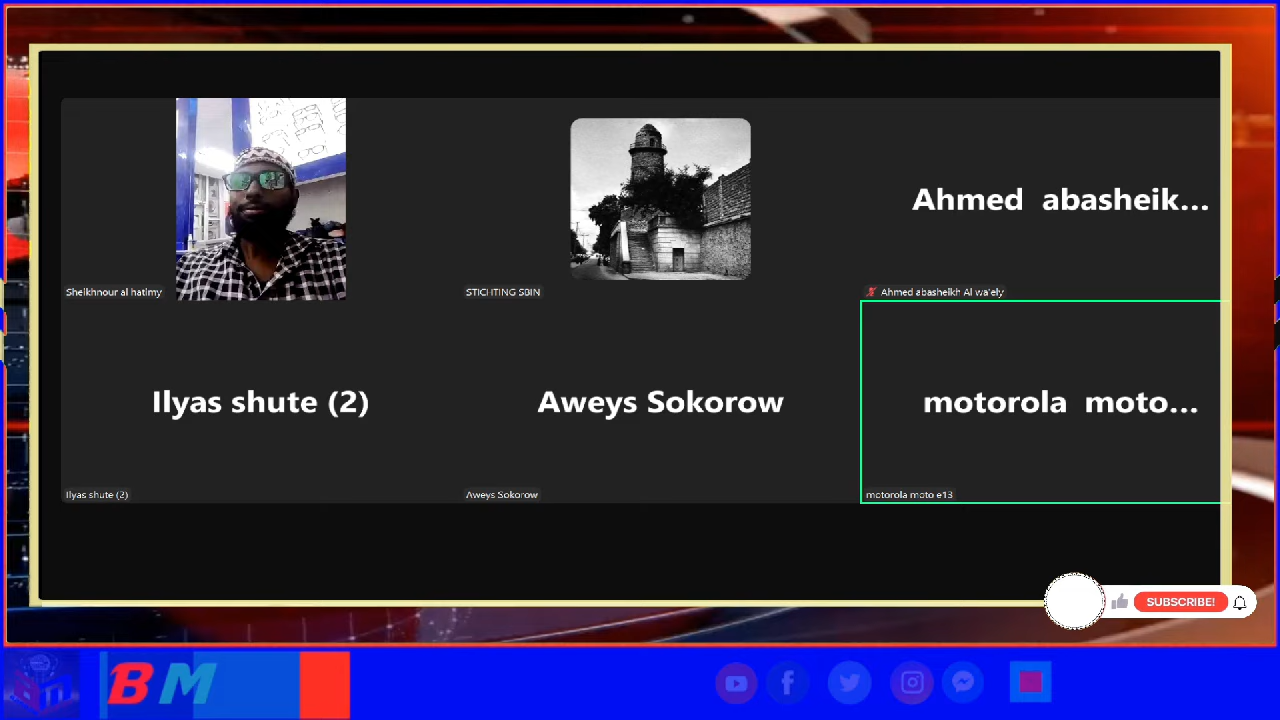 Ahmed abasheik...
Sheikhnour al hatimy
STICHTING SBIN
Ahmed abasheikh Al wa'ely
Ilyas shute (2)
Aweys Sokorow
motorola moto...
Ilyas shute (2)
Aweys Sokorow
motorola moto e13
SUBSCRIBE!
BM